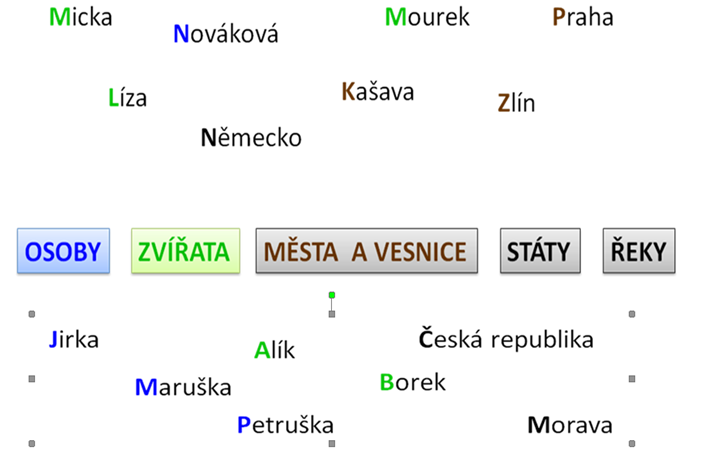 Micka
Nováková
Mourek
Praha
Líza
Kašava
Zlín
Německo
OSOBY
ZVÍŘATA
MĚSTA A VESNICE
STÁTY
ŘEKY
Jirka
Alík
Česká republika
Maruška
Borek
Petruška
Morava